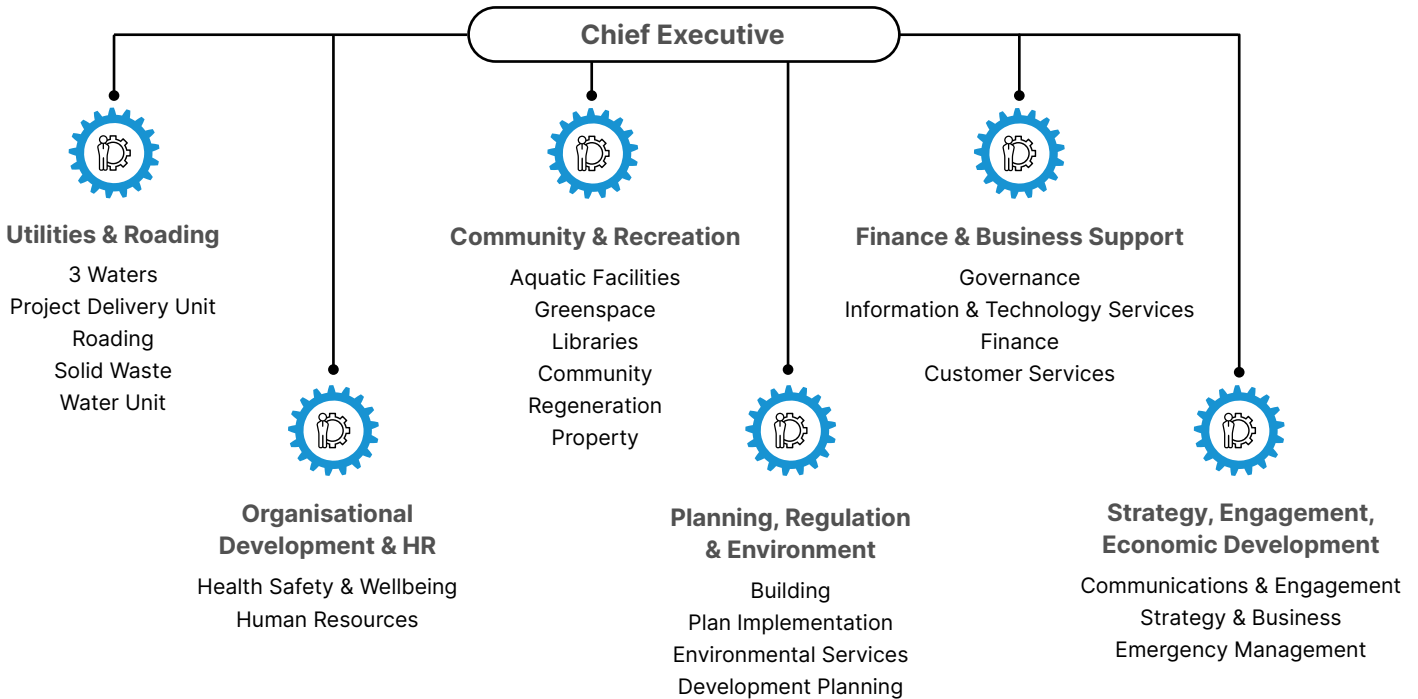 Chief Executive
Utilities & Roading
3 Waters
Project Delivery Unit
Roading
Solid Waste
Water Unit
Organisational
Development & HR
Health Safety & Wellbeing
Human Resources
Community & Recreation
Aquatic Facilities
Greenspace
Libraries
Community
Regeneration
Property
Planning, Regulation
& Environment
Building
Plan Implementation
Environmental Services
Development Planning
Finance & Business Support
Governance
Information & Technology Services
Finance
Customer Services
Strategy, Engagement,
Economic Development
Communications & Engagement
Strategy & Business
Emergency Management